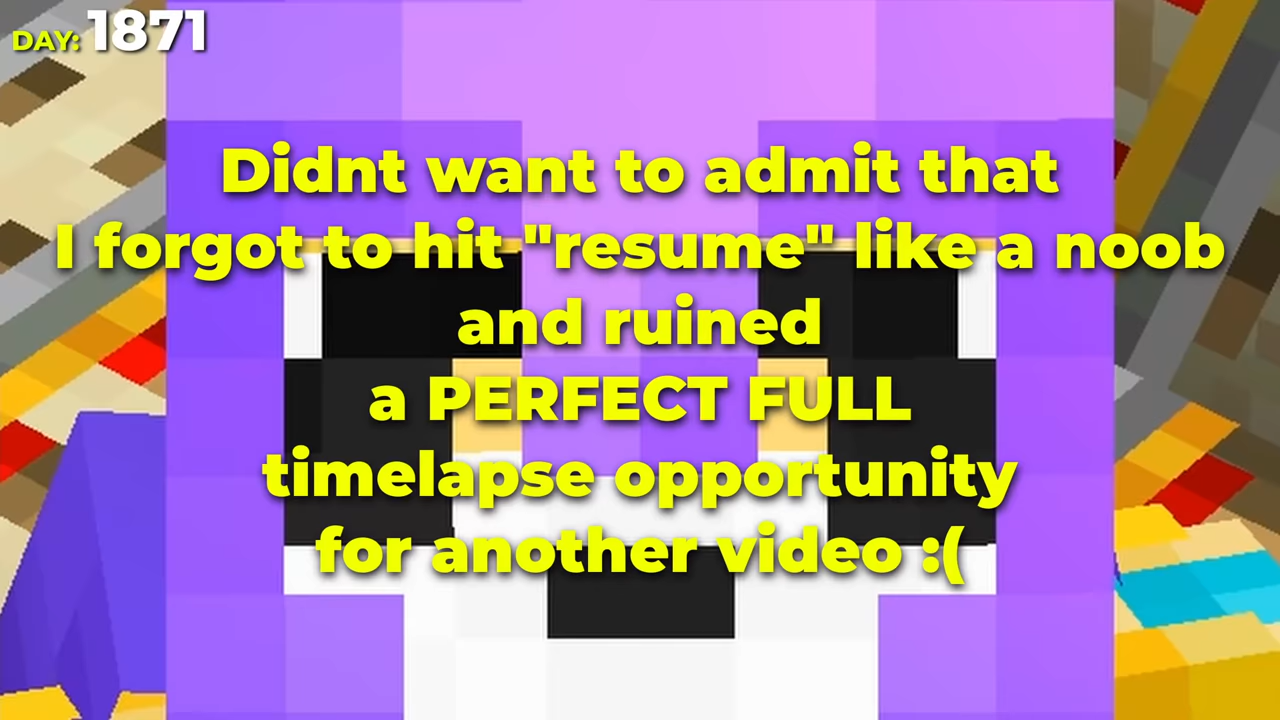 DAY: 1871
Didnt want to admit that
I forgot to hit "resume" like a noob
and ruined
a PERFECT FULL
timelapse opportunity
for another video :(